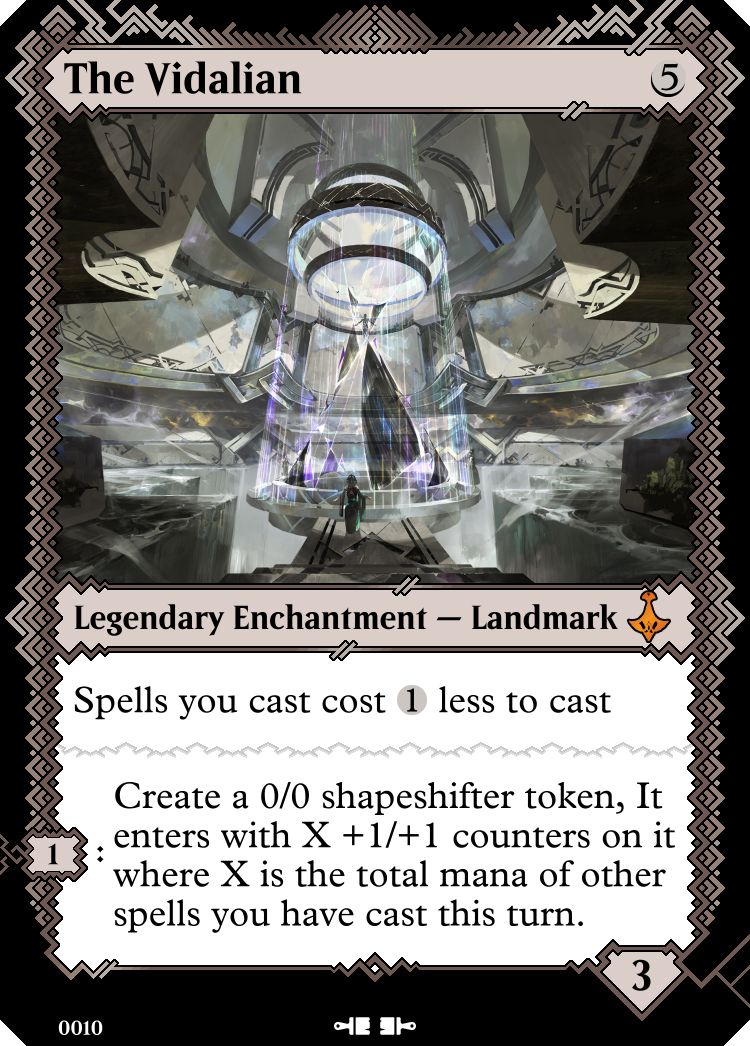 The Vidalian 5
Legendary Enchantment — Landmark
Spells you cast cost 1 less to cast
Create a 0/0 shapeshifter token, It
enters with X +1/+1 counters on it
1 :
where X is the total mana of other
spells you have cast this turn.
3
0010